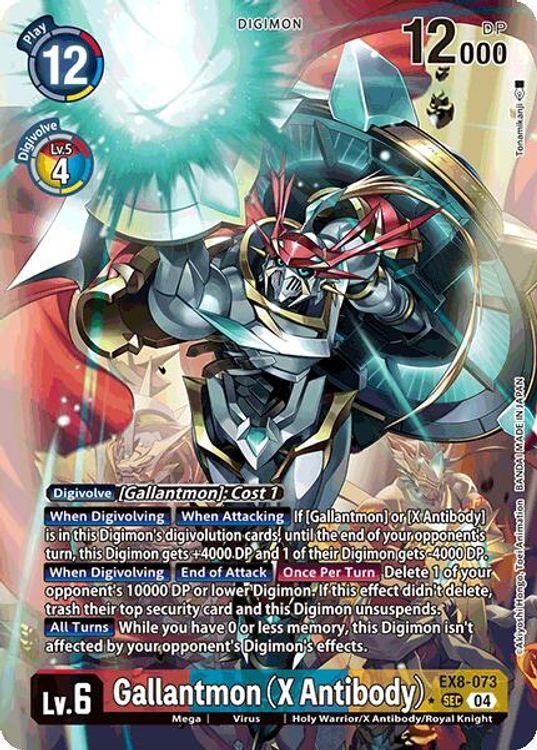 DIGIMON
Play
12
DP
12000
Digivolve
Lv.5
4
Tonamikanji
Digivolve [Gallantmon]: Cost 1
When Digivolving When Attacking If [Gallantmon] or [X Antibody]
is in this Digimon's digivolution cards, until the end of your opponent's
turn, this Digimon gets +4000 DP and 1 of their Digimon gets -4000 DP.
When Digivolving End of Attack Once Per Turn Delete 1 of your
opponent's 10000 DP or lower Digimon. If this effect didn't delete,
trash their top security card and this Digimon unsuspends.
All Turns While you have 0 or less memory, this Digimon isn't
affected by your opponent's Digimon's effects.
©Akiyoshi Hongo, Toei Animation BANDAI MADE IN JAPAN
Lv.6
Gallantmon (X Antibody)
EX8-073
SEC 04
Mega | Virus | Holy Warrior/X Antibody/Royal Knight